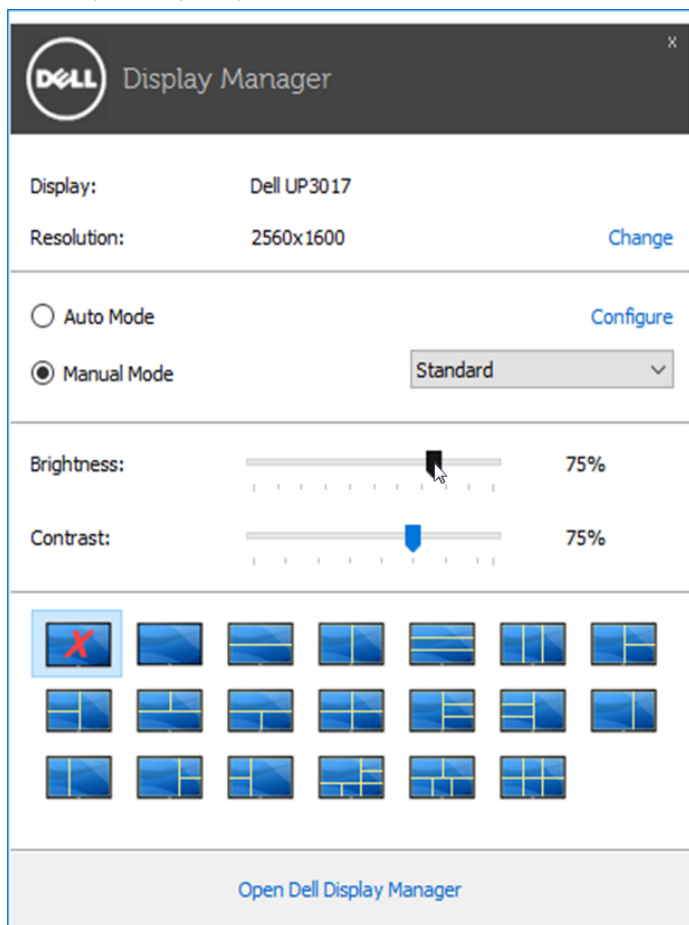 DELL Display Manager x
Display: Dell UP3017
Resolution: 2560x1600 Change
Auto Mode Configure
Manual Mode Standard
Brightness: 75%
Contrast: 75%
Open Dell Display Manager